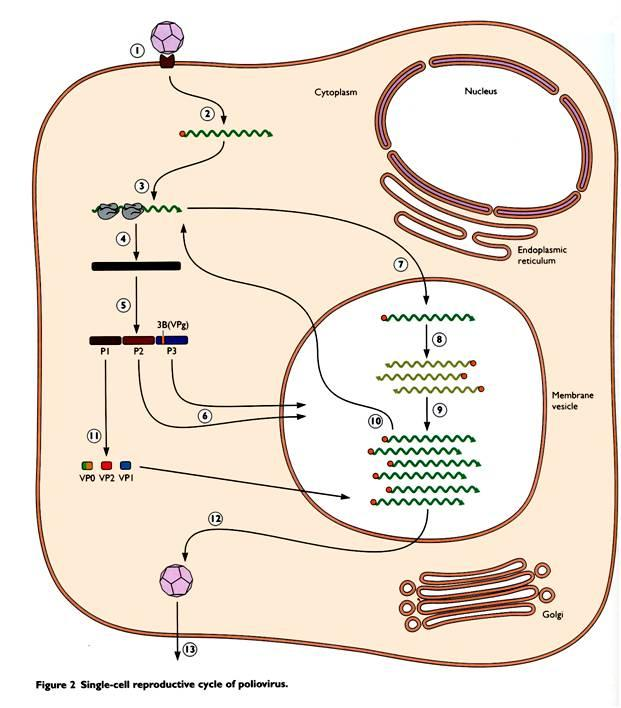 1
Cytoplasm
Nucleus
2
3
4
Endoplasmic
reticulum
7
5
3B(VPg)
P1 P2 P3
8
6
9
Membrane
vesicle
10
11
VP0 VP2 VP1
12
Golgi
13
Figure 2 Single-cell reproductive cycle of poliovirus.